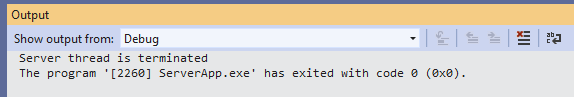 Output
Show output from: Debug
Server thread is terminated
The program '[2260] ServerApp.exe' has exited with code 0 (0x0).